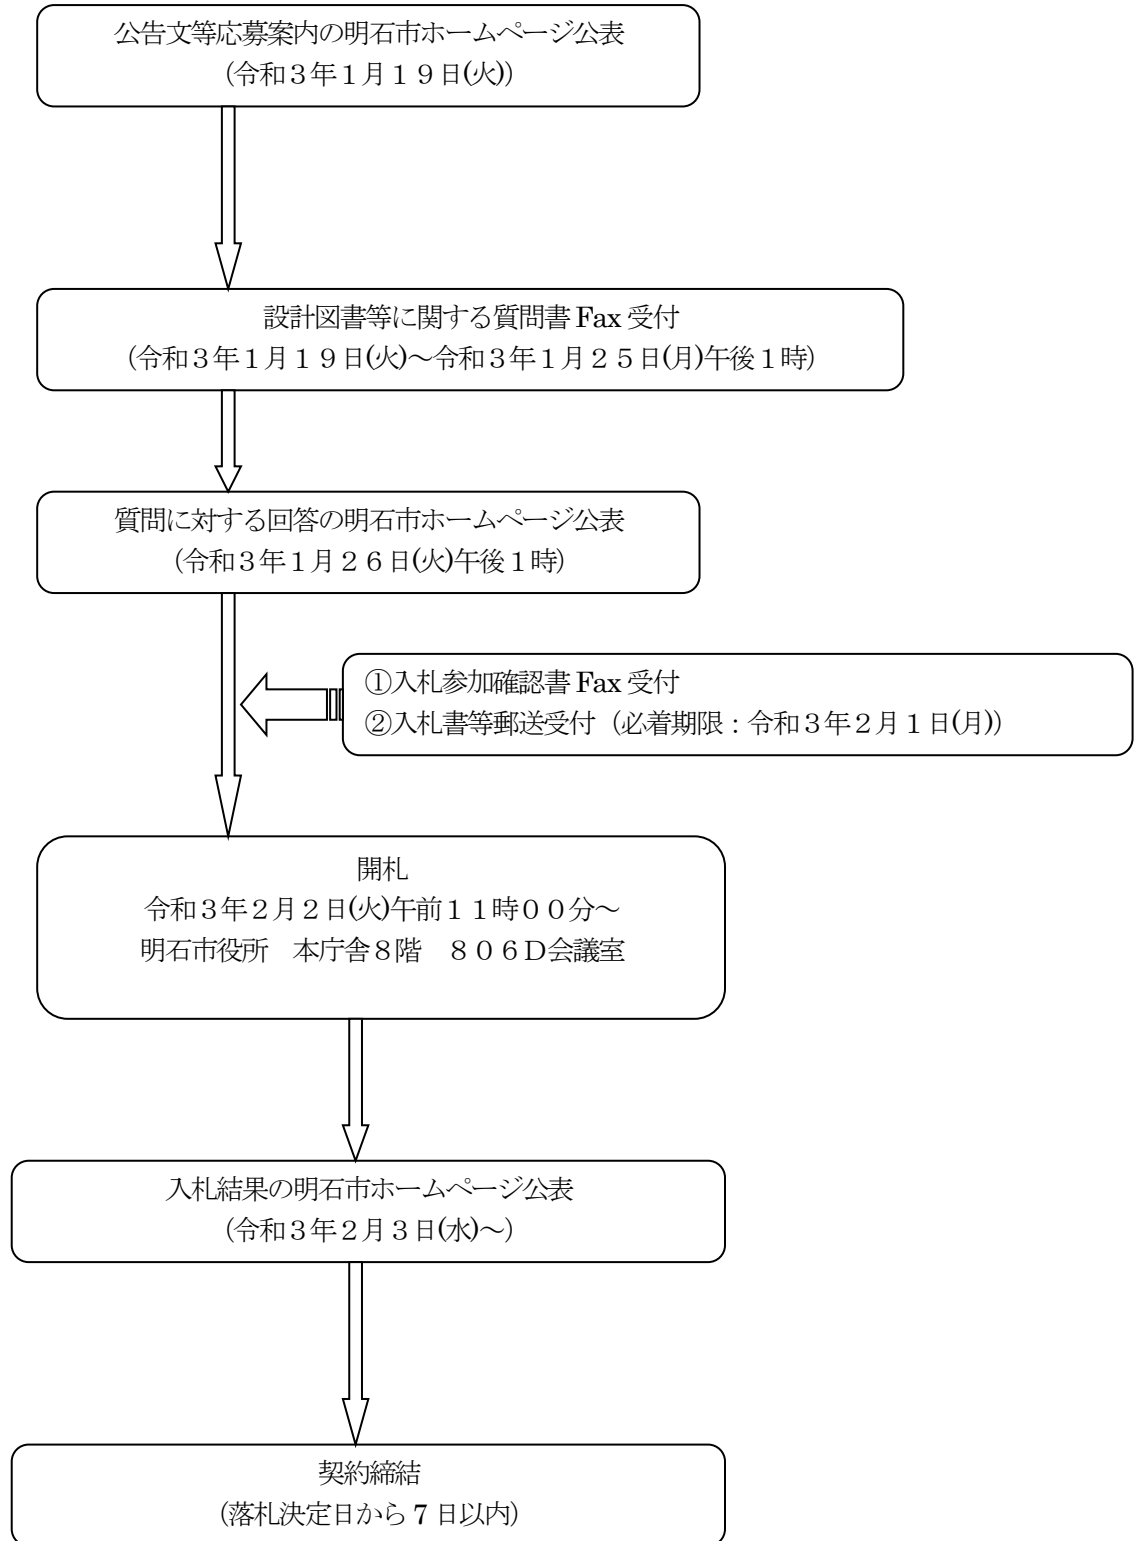 公告文等応募案内の明石市ホームページ公表
（令和３年１月１９日(火)）
設計図書等に関する質問書 Fax 受付
（令和３年１月１９日(火)～令和３年１月２５日(月)午後１時）
質問に対する回答の明石市ホームページ公表
（令和３年１月２６日(火)午後１時）
①入札参加確認書 Fax 受付
②入札書等郵送受付（必着期限：令和３年２月１日(月)）
開札
令和３年２月２日(火)午前１１時００分～
明石市役所　本庁舎８階　８０６Ｄ会議室
入札結果の明石市ホームページ公表
（令和３年２月３日(水)～）
契約締結
（落札決定日から 7 日以内）